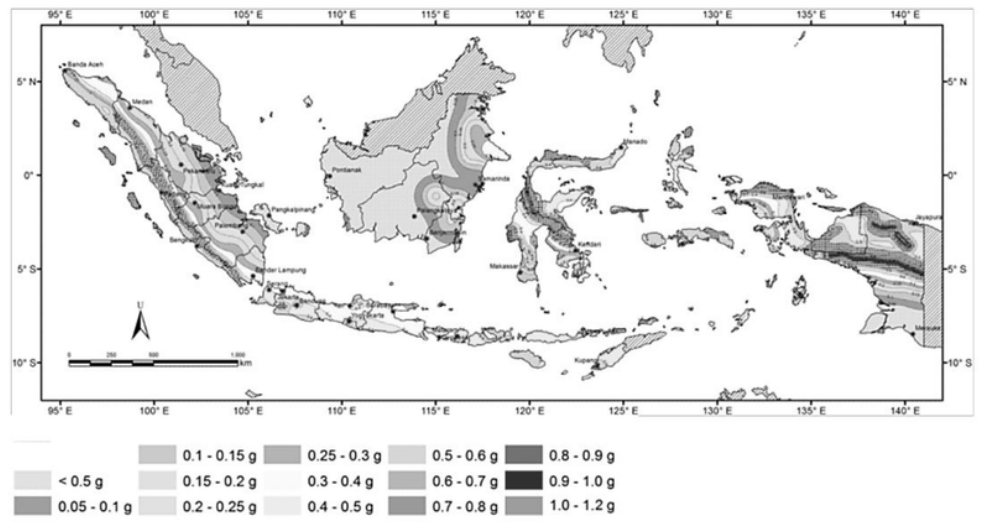 95° E 100° E 105° E 110° E 115° E 120° E 125° E 130° E 135° E 140° E
Banda Aceh
5° N 5° N
Medan
Menado
0° 0°
Pontianak
Samarinda
Pangkalpinang
Jayapura
Kendari
5° S 5° S
Makassar
Bandar Lampung
U
Kupang
0 250 500 1.000
km
10° S 10° S
95° E 100° E 105° E 110° E 115° E 120° E 125° E 130° E 135° E 140° E
0.1 - 0.15 g 0.25 - 0.3 g 0.5 - 0.6 g 0.8 - 0.9 g
< 0.5 g 0.15 - 0.2 g 0.3 - 0.4 g 0.6 - 0.7 g 0.9 - 1.0 g
0.05 - 0.1 g 0.2 - 0.25 g 0.4 - 0.5 g 0.7 - 0.8 g 1.0 - 1.2 g